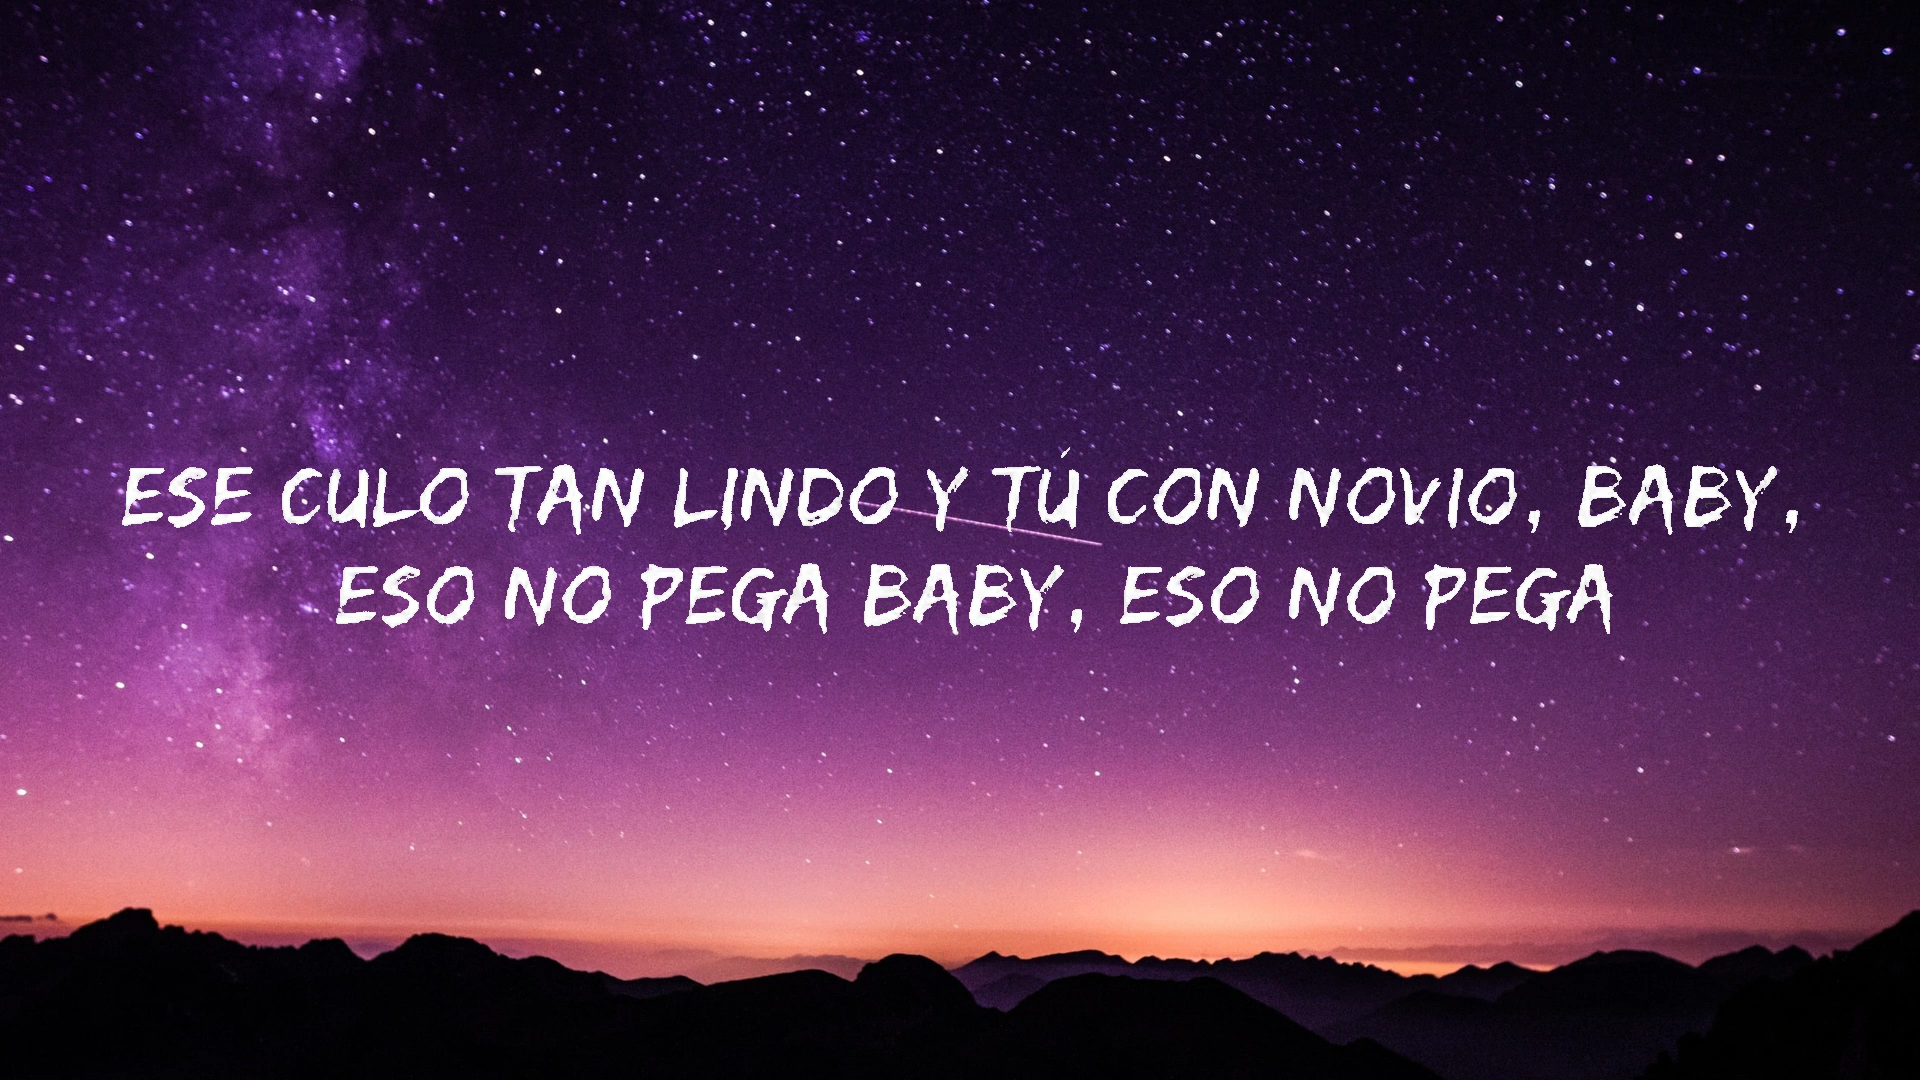 ESE CULO TAN LINDO Y TÚ CON NOVIO, BABY,
ESO NO PEGA BABY, ESO NO PEGA